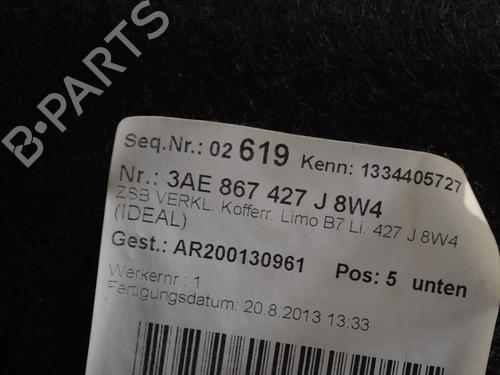 Seq.Nr.: 02 619 Kenn: 1334405727
Nr.: 3AE 867 427 J 8W4
ZSB VERKL. Kofferr. Limo B7 Li. 427 J 8W4
(IDEAL)
Gest.: AR200130961 Pos: 5 unten
Werkernr.: 1
Fertigungsdatum: 20.8.2013 13:33
B-PARTS